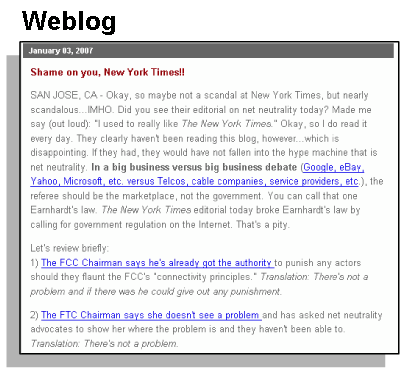 Weblog
January 03, 2007
Shame on you, New York Times!!
SAN JOSE, CA - Okay, so maybe not a scandal at New York Times, but nearly
scandalous...IMHO. Did you see their editorial on net neutrality today? Made me
say (out loud): "I used to really like The New York Times." Okay, so I do read it
every day. They clearly haven't been reading this blog, however...which is
disappointing. If they had, they would have not fallen into the hype machine that is
net neutrality. In a big business versus big business debate (Google, eBay,
Yahoo, Microsoft, etc. versus Telcos, cable companies, service providers, etc.), the
referee should be the marketplace, not the government. You can call that one
Earnhardt's law. The New York Times editorial today broke Earnhardt's law by
calling for government regulation on the Internet. That's a pity.
Let's review briefly:
1) The FCC Chairman says he's already got the authority to punish any actors
should they flaunt the FCC's "connectivity principles." Translation: There's not a
problem and if there was he could give out any punishment.
2) The FTC Chairman says she doesn't see a problem and has asked net neutrality
advocates to show her where the problem is and they haven't been able to.
Translation: There's not a problem.